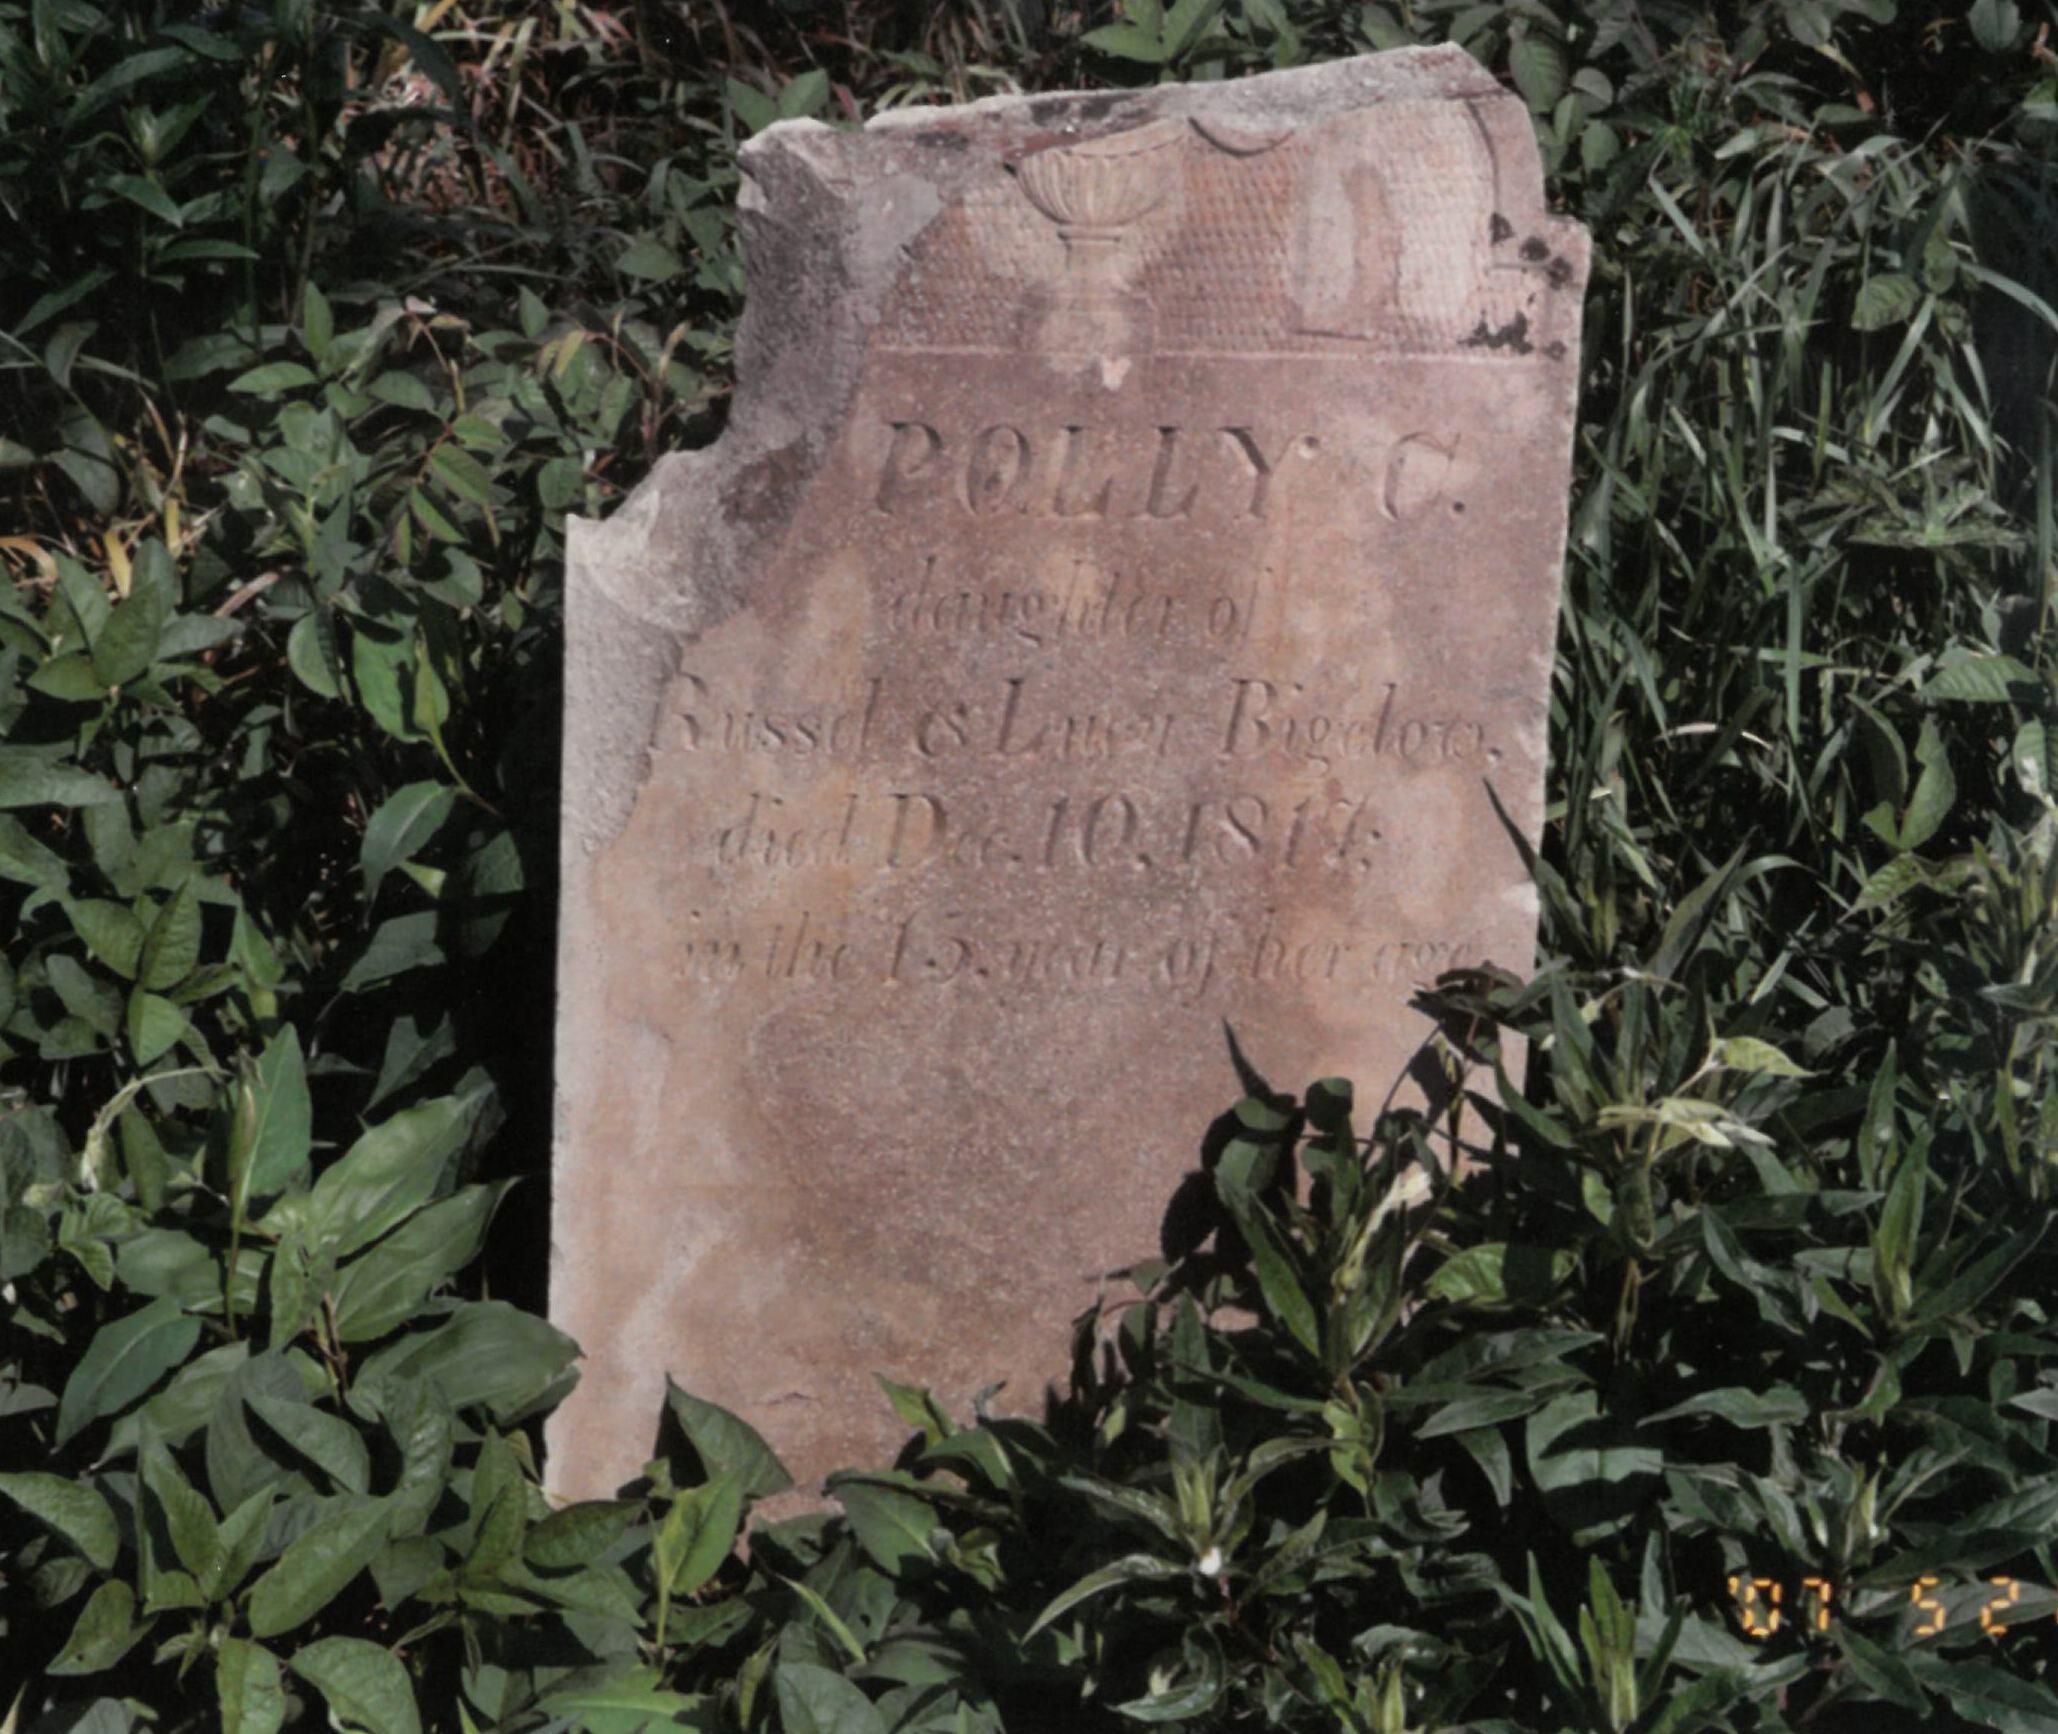 POLLY C.
daughter of
Russel & Laura Bigelow,
died Dec. 10, 1817;
in the 15. year of her age
'07 5 2